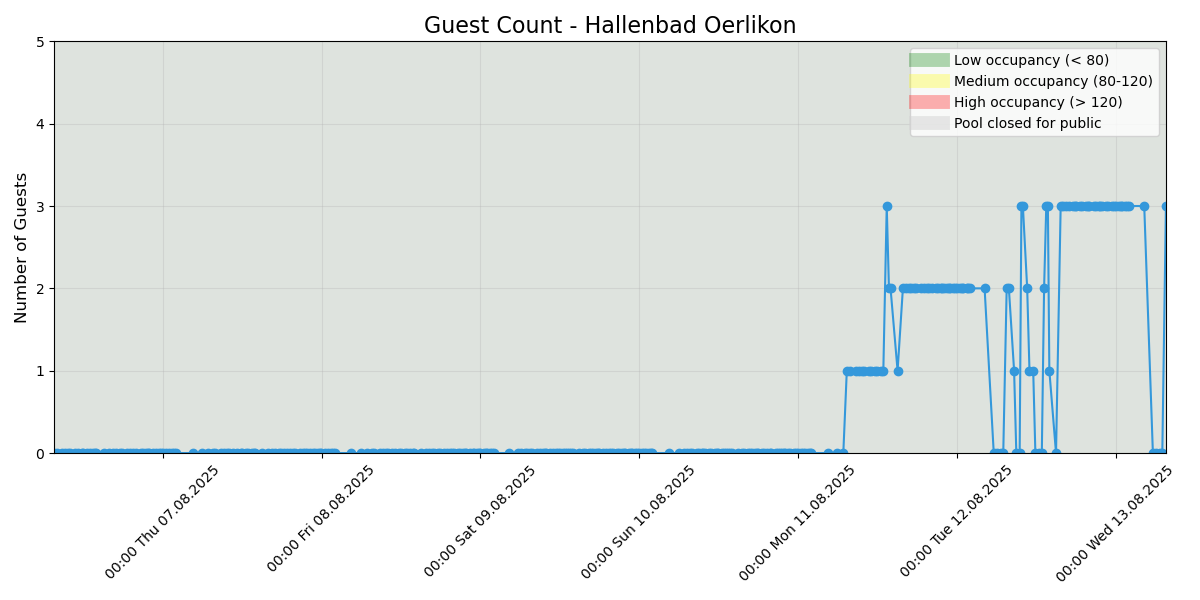 Guest Count - Hallenbad Oerlikon
Number of Guests
5
4
3
2
1
0
Low occupancy (< 80)
Medium occupancy (80-120)
High occupancy (> 120)
Pool closed for public
00:00 Thu 07.08.2025
00:00 Fri 08.08.2025
00:00 Sat 09.08.2025
00:00 Sun 10.08.2025
00:00 Mon 11.08.2025
00:00 Tue 12.08.2025
00:00 Wed 13.08.2025